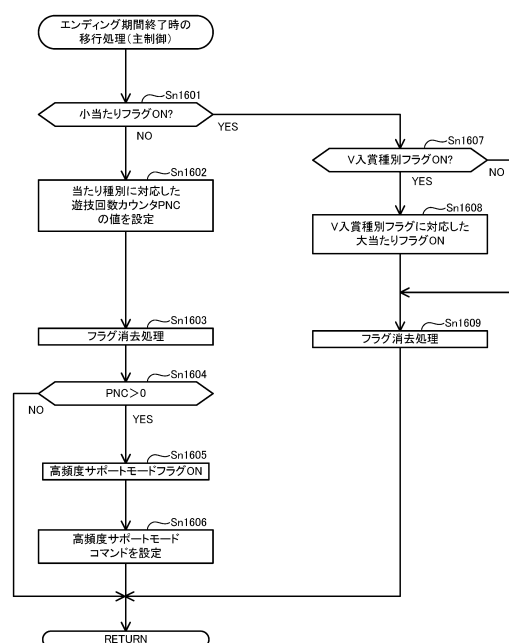 エンディング期間終了時の
移行処理(主制御)
Sn1601
小当たりフラグON?
YES
NO
Sn1607
V入賞種別フラグON?
NO
YES
Sn1602
当たり種別に対応した
遊技回数カウンタPNC
の値を設定
Sn1608
V入賞種別フラグに対応した
大当たりフラグON
Sn1603
フラグ消去処理
Sn1609
フラグ消去処理
Sn1604
PNC>0
NO
YES
Sn1605
高頻度サポートモードフラグON
Sn1606
高頻度サポートモード
コマンドを設定
RETURN